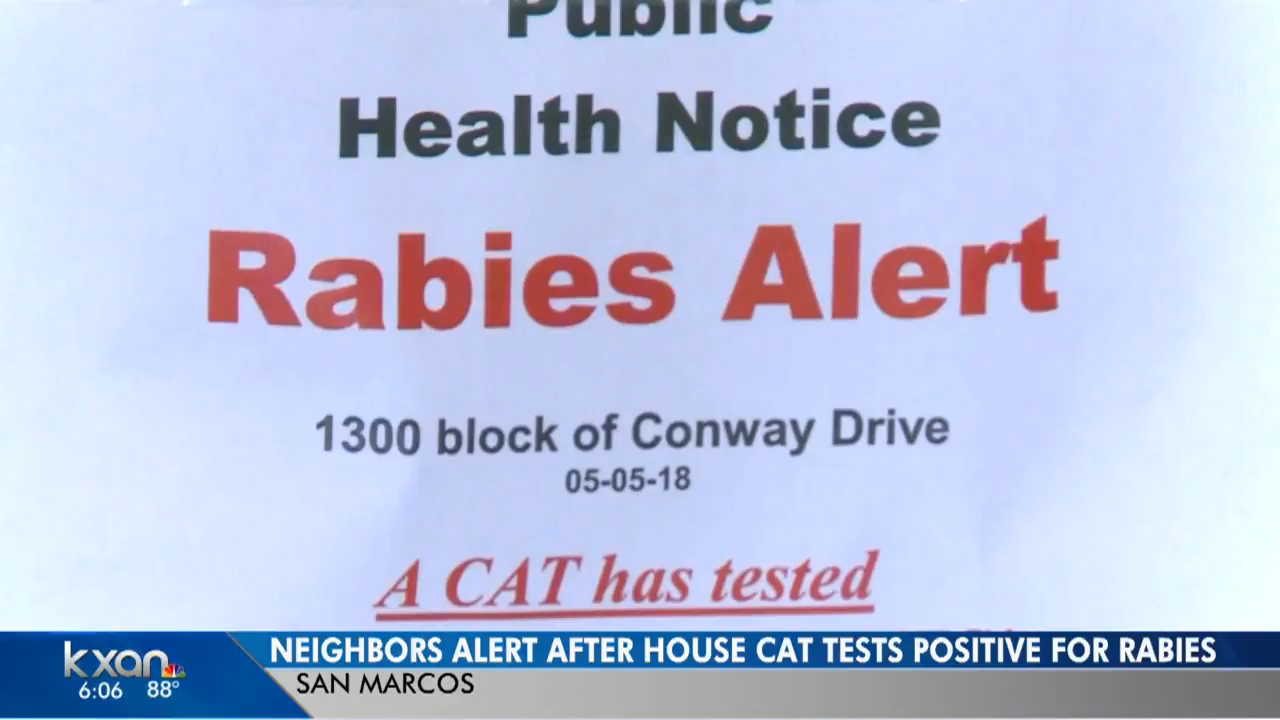 Public
Health Notice
Rabies Alert
1300 block of Conway Drive
05-05-18
A CAT has tested
NEIGHBORS ALERT AFTER HOUSE CAT TESTS POSITIVE FOR RABIES
SAN MARCOS
kxan
6:06 88°